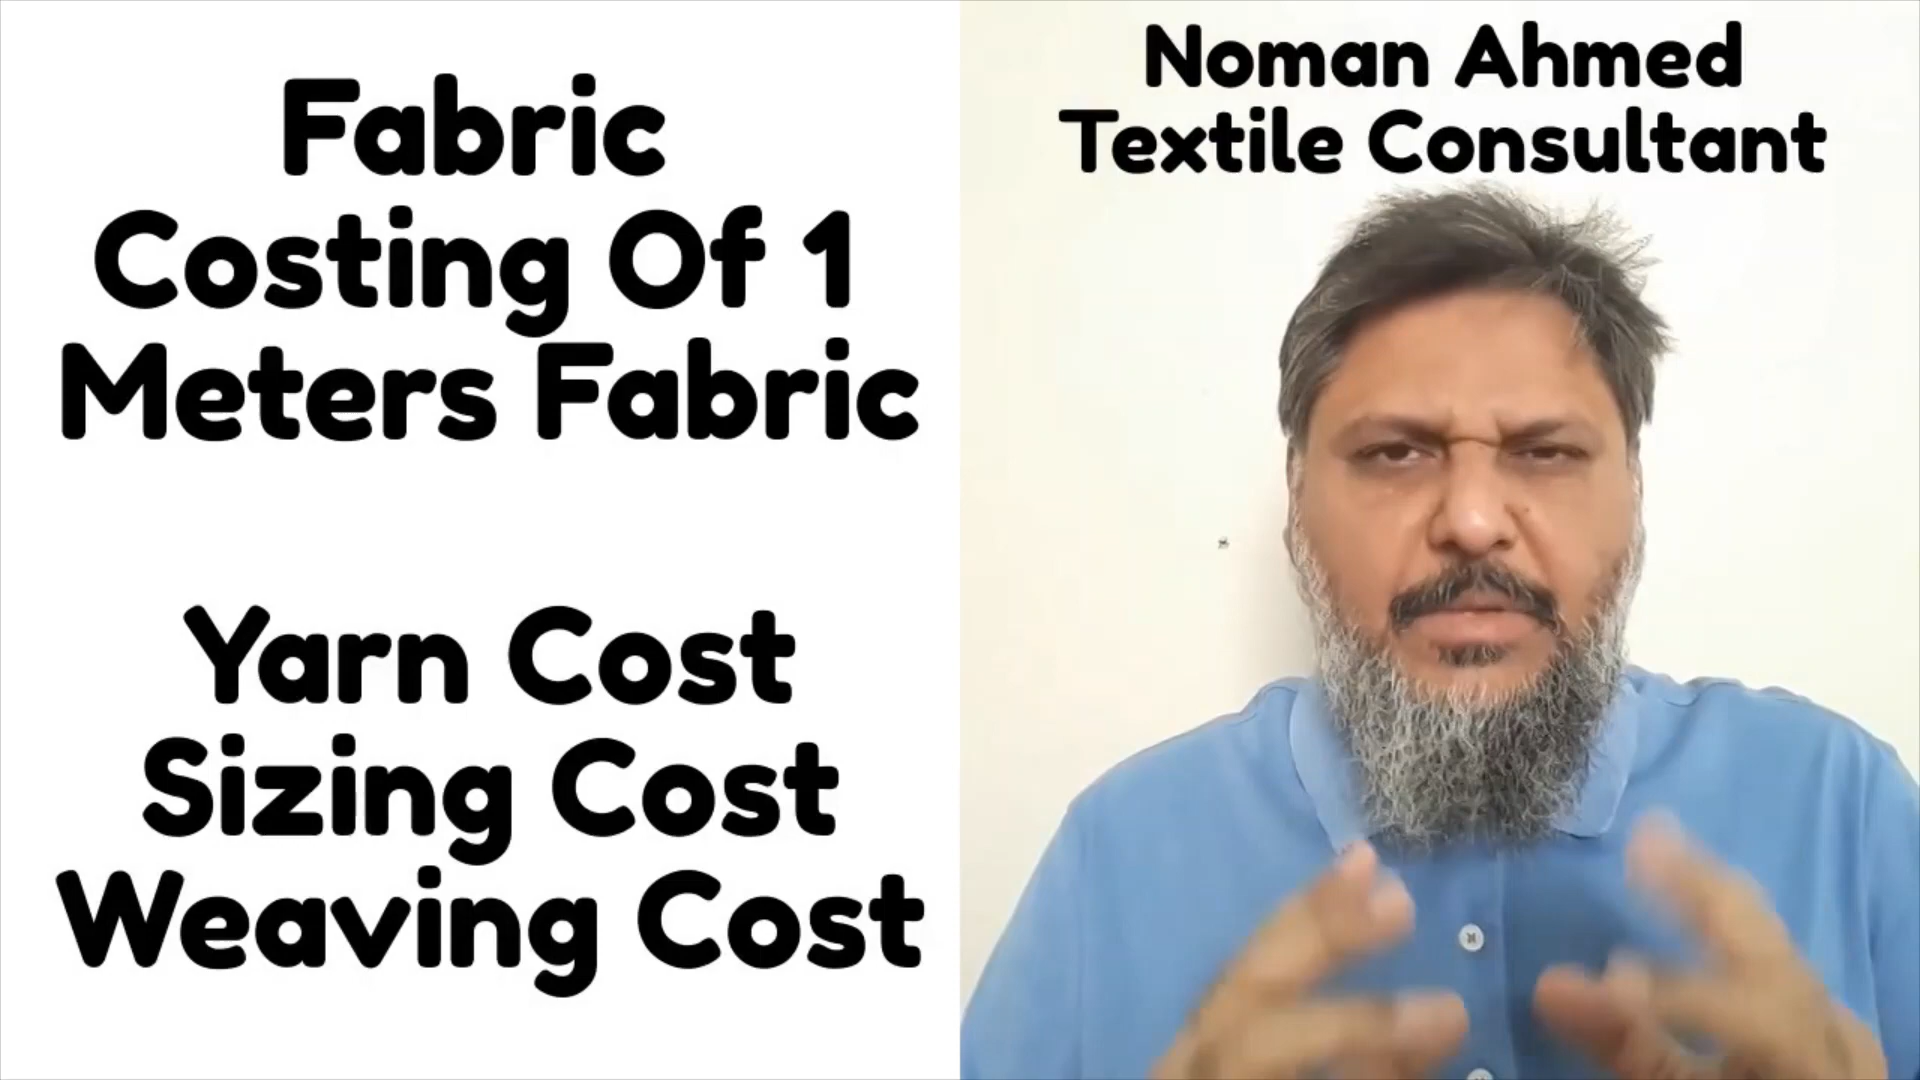 Fabric
Costing Of 1
Meters Fabric
Yarn Cost
Sizing Cost
Weaving Cost
Noman Ahmed
Textile Consultant